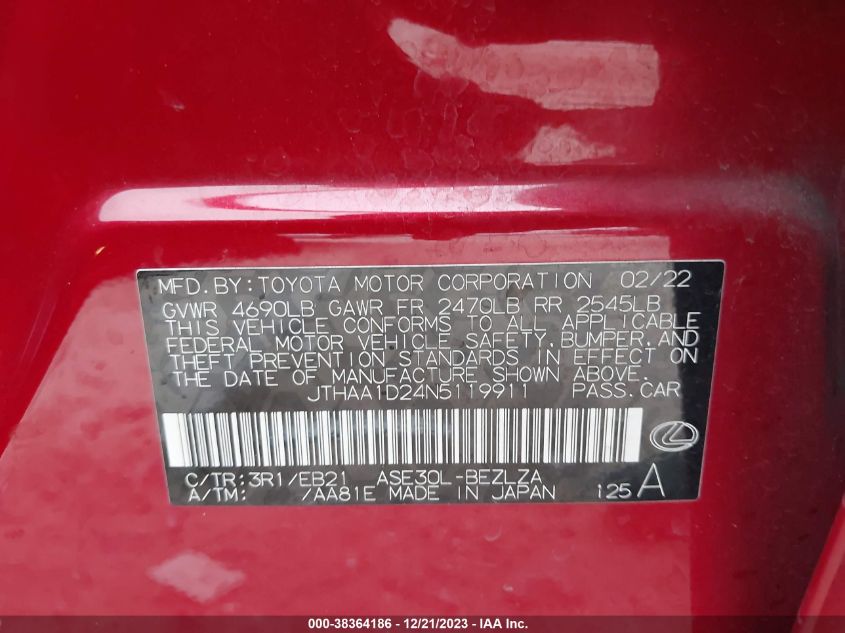 MFD.BY:TOYOTA MOTOR CORPORATION 02/22
GVWR 4690LB GAWR FR 2470LB RR 2545LB
THIS VEHICLE CONFORMS TO ALL APPLICABLE
FEDERAL MOTOR VEHICLE SAFETY,BUMPER,AND
THEFT PREVENTION STANDARDS IN EFFECT ON
THE DATE OF MANUFACTURE SHOWN ABOVE.
JTHAA1D24N5119911 PASS.CAR
C/TR:3R1/EB21 ASE30L-BEZLZA
A/TM: /AA81E MADE IN JAPAN 125 A
000-38364186 - 12/21/2023 - IAA Inc.